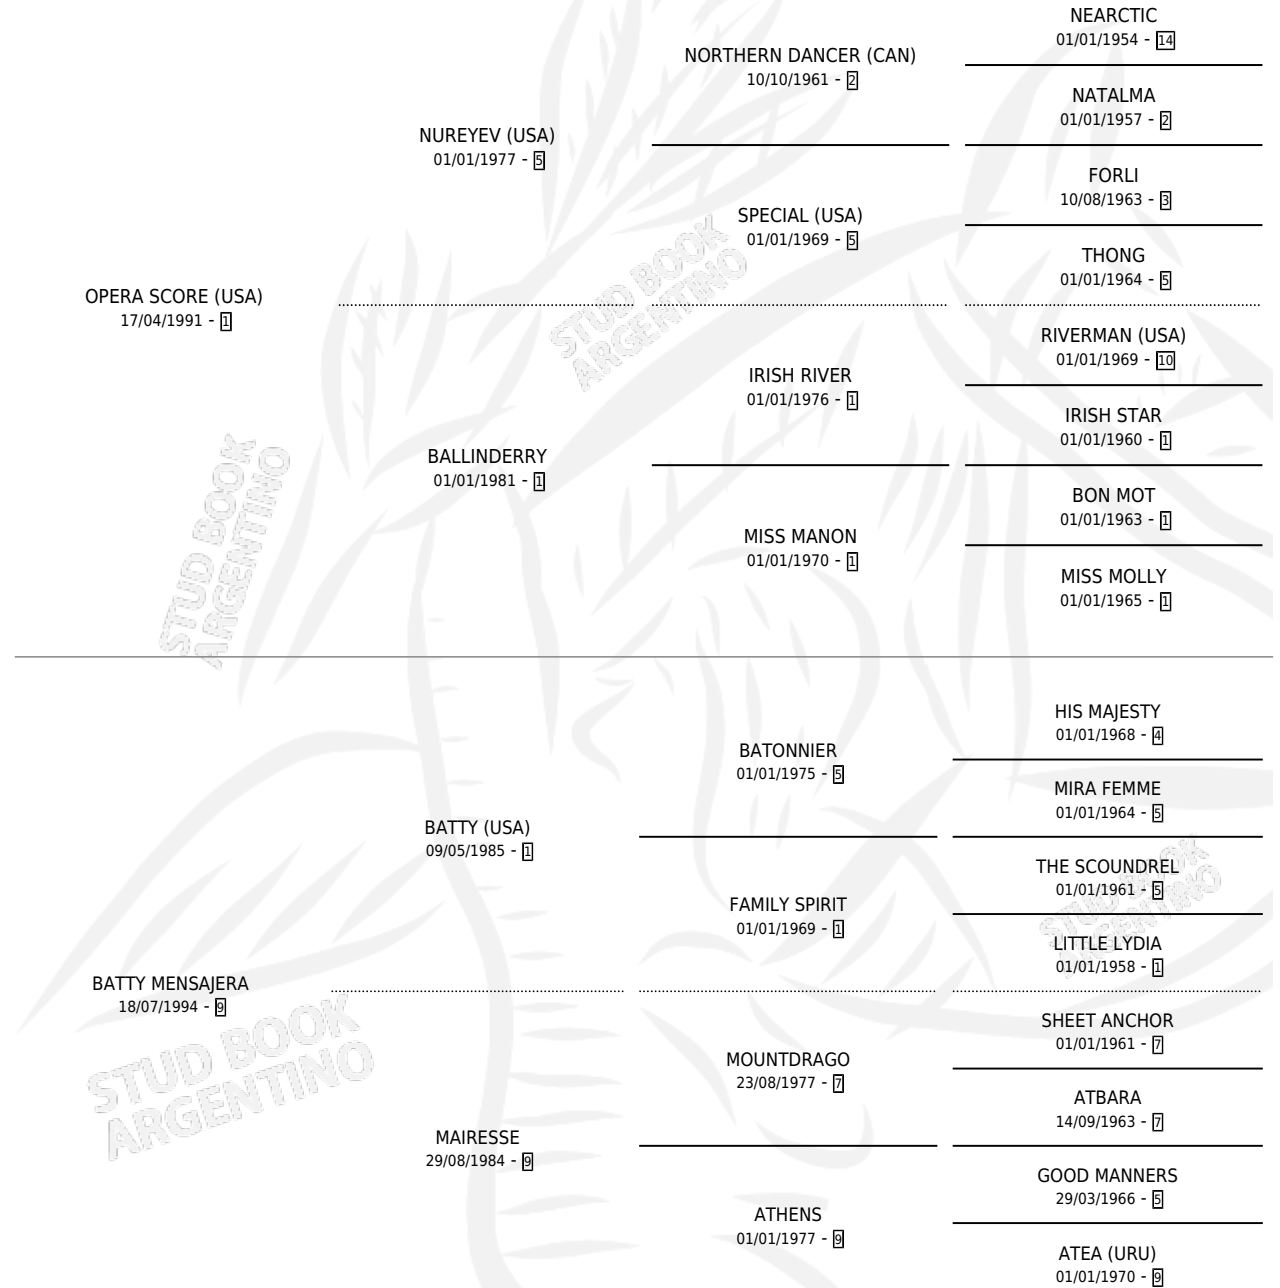 OPERA SCORE (USA)
17/04/1991 - 1
NUREYEV (USA)
01/01/1977 - 5
BALLINDERRY
01/01/1981 - 1
NORTHERN DANCER (CAN)
10/10/1961 - 2
SPECIAL (USA)
01/01/1969 - 5
IRISH RIVER
01/01/1976 - 1
MISS MANON
01/01/1970 - 1
NEARCTIC
01/01/1954 - 14
NATALMA
01/01/1957 - 2
FORLI
10/08/1963 - 3
THONG
01/01/1964 - 5
RIVERMAN (USA)
01/01/1969 - 10
IRISH STAR
01/01/1960 - 1
BON MOT
01/01/1963 - 1
MISS MOLLY
01/01/1965 - 1
BATTY MENSAJERA
18/07/1994 - 9
BATTY (USA)
09/05/1985 - 1
MAIRESSE
29/08/1984 - 9
BATONNIER
01/01/1975 - 5
FAMILY SPIRIT
01/01/1969 - 1
MOUNTDRAGO
23/08/1977 - 7
ATHENS
01/01/1977 - 9
HIS MAJESTY
01/01/1968 - 4
MIRA FEMME
01/01/1964 - 5
THE SCOUNDREL
01/01/1961 - 5
LITTLE LYDIA
01/01/1958 - 1
SHEET ANCHOR
01/01/1961 - 7
ATBARA
14/09/1963 - 7
GOOD MANNERS
29/03/1966 - 5
ATEA (URU)
01/01/1970 - 9
STUD BOOK
ARGENTINO
STUD BOOK
ARGENTINO
STUD BOOK
ARGENTINO
STUD BOOK
ARGENTINO